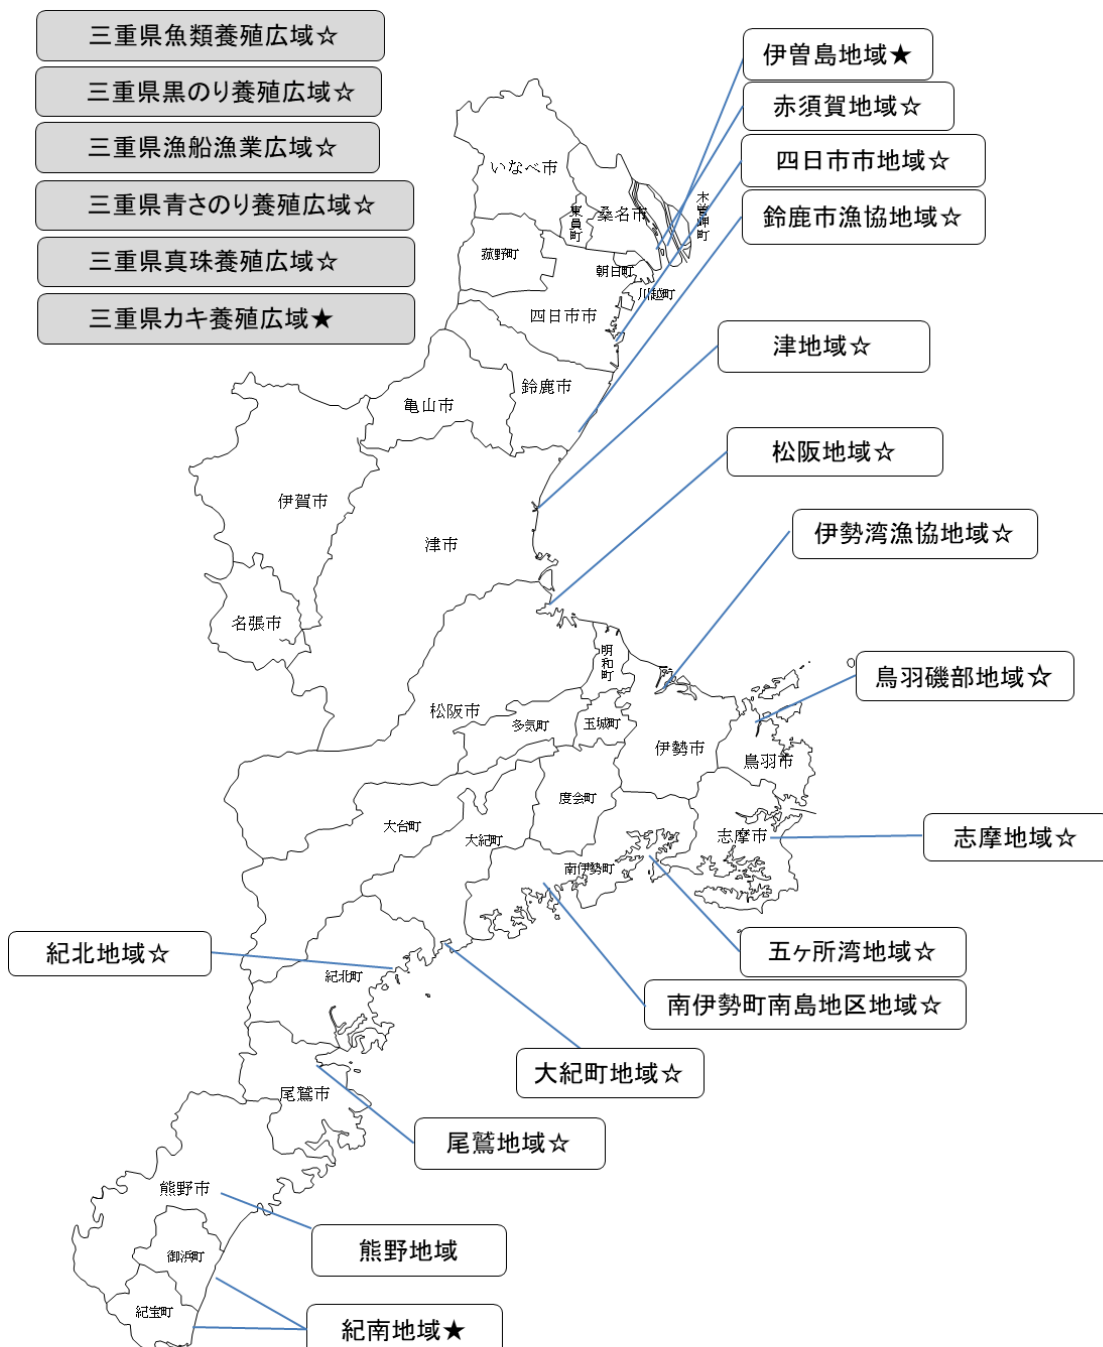 三重県魚類養殖広域☆
三重県黒のり養殖広域☆
三重県漁船漁業広域☆
三重県青さのり養殖広域☆
三重県真珠養殖広域☆
三重県カキ養殖広域★
伊曽島地域★
赤須賀地域☆
四日市市地域☆
鈴鹿市漁協地域☆
津地域☆
松阪地域☆
伊勢湾漁協地域☆
鳥羽磯部地域☆
志摩地域☆
五ヶ所湾地域☆
南伊勢町南島地区地域☆
大紀町地域☆
紀北地域☆
尾鷲地域☆
熊野地域
紀南地域★
いなべ市
東員町
桑名市
木曽岬町
菰野町
朝日町
川越町
四日市市
鈴鹿市
亀山市
伊賀市
津市
名張市
明和町
松阪市
多気町
玉城町
伊勢市
鳥羽市
度会町
大台町
大紀町
志摩市
南伊勢町
紀北町
尾鷲市
熊野市
御浜町
紀宝町